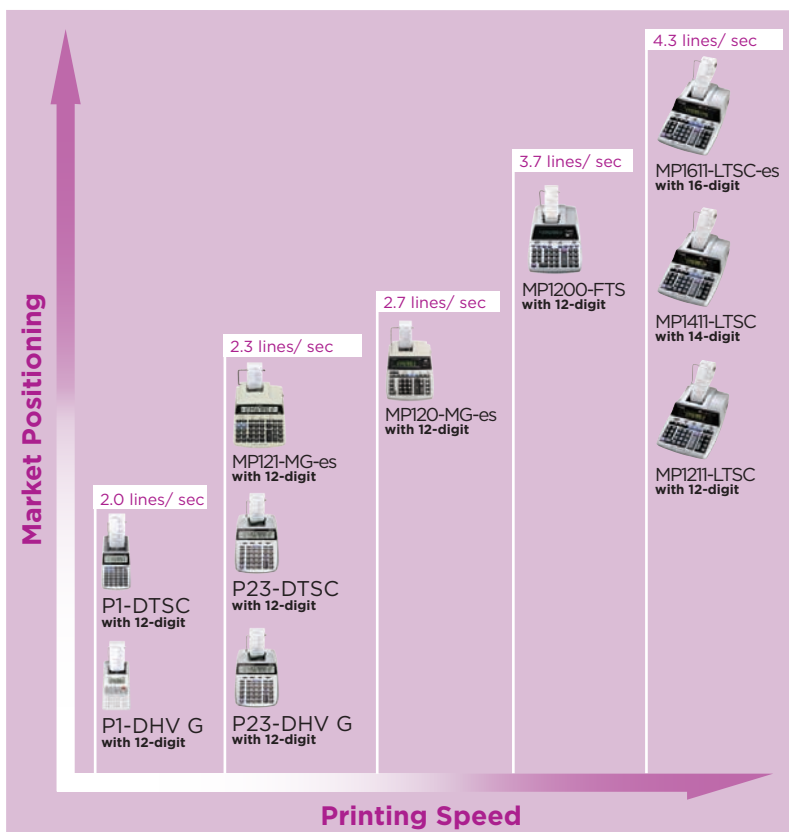 4.3 lines/ sec
MP1611-LTSC-es
with 16-digit
3.7 lines/ sec
MP1200-FTS
with 12-digit
MP1411-LTSC
with 14-digit
2.7 lines/ sec
MP120-MG-es
with 12-digit
2.3 lines/ sec
MP121-MG-es
with 12-digit
MP1211-LTSC
with 12-digit
2.0 lines/ sec
P1-DTSC
with 12-digit
P23-DTSC
with 12-digit
P1-DHV G
with 12-digit
P23-DHV G
with 12-digit
Market Positioning
Printing Speed